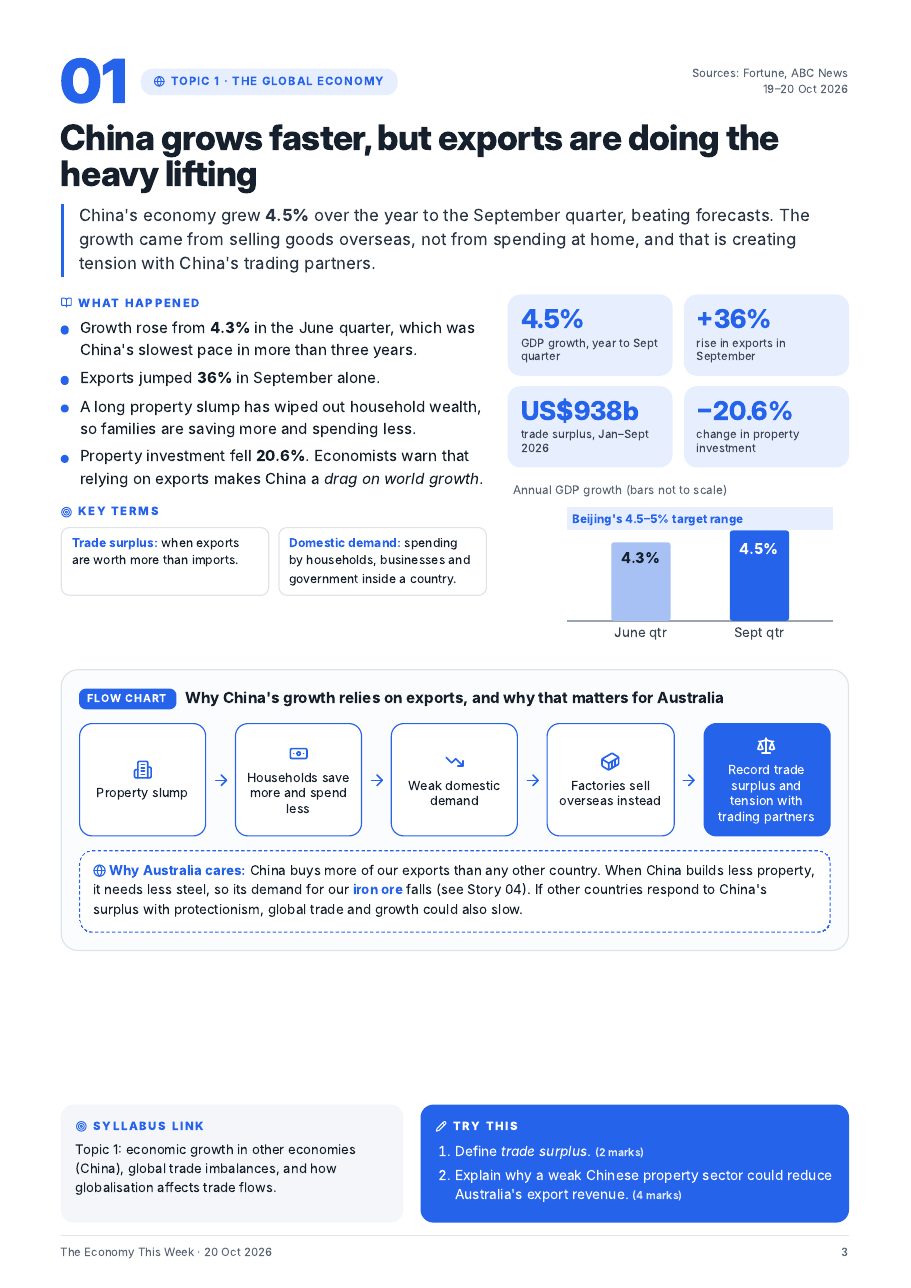 01
TOPIC 1 · THE GLOBAL ECONOMY
Sources: Fortune, ABC News
19–20 Oct 2026
China grows faster, but exports are doing the
heavy lifting
China's economy grew 4.5% over the year to the September quarter, beating forecasts. The
growth came from selling goods overseas, not from spending at home, and that is creating
tension with China's trading partners.
WHAT HAPPENED
Growth rose from 4.3% in the June quarter, which was
China's slowest pace in more than three years.
Exports jumped 36% in September alone.
A long property slump has wiped out household wealth,
so families are saving more and spending less.
Property investment fell 20.6%. Economists warn that
relying on exports makes China a drag on world growth.
KEY TERMS
Trade surplus: when exports
are worth more than imports.
Domestic demand: spending
by households, businesses and
government inside a country.
4.5%
GDP growth, year to Sept
quarter
+36%
rise in exports in
September
US$938b
trade surplus, Jan–Sept
2026
−20.6%
change in property
investment
Annual GDP growth (bars not to scale)
Beijing's 4.5–5% target range
4.3%
4.5%
June qtr
Sept qtr
FLOW CHART
Why China's growth relies on exports, and why that matters for Australia
Property slump
Households save
more and spend
less
Weak domestic
demand
Factories sell
overseas instead
Record trade
surplus and
tension with
trading partners
Why Australia cares: China buys more of our exports than any other country. When China builds less property,
it needs less steel, so its demand for our iron ore falls (see Story 04). If other countries respond to China's
surplus with protectionism, global trade and growth could also slow.
SYLLABUS LINK
Topic 1: economic growth in other economies
(China), global trade imbalances, and how
globalisation affects trade flows.
TRY THIS
1. Define trade surplus. (2 marks)
2. Explain why a weak Chinese property sector could reduce
Australia's export revenue. (4 marks)
The Economy This Week · 20 Oct 2026
3